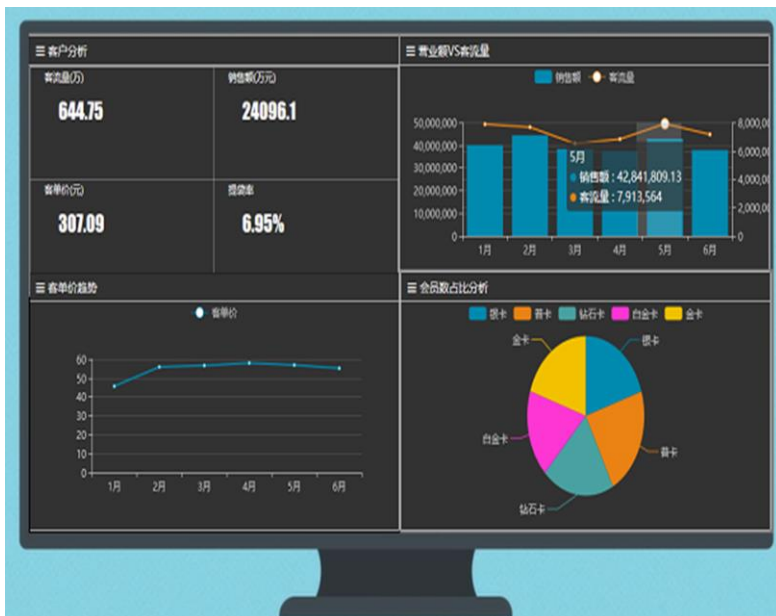 客户分析
客流量(万)
644.75
销售额(万元)
24096.1
客单价(元)
307.09
提袋率
6.95%
营业额VS客流量
销售额 客流量
50,000,000
40,000,000
30,000,000
20,000,000
10,000,000
0
8,000,00
6,000,00
4,000,00
2,000,00
0
5月
销售额 : 42,841,809.13
客流量 : 7,913,564
1月 2月 3月 4月 5月 6月
客单价趋势
客单价
60
50
40
30
20
10
0
1月 2月 3月 4月 5月 6月
会员数占比分析
银卡 普卡 钻石卡 白金卡 金卡
金卡
银卡
白金卡
普卡
钻石卡